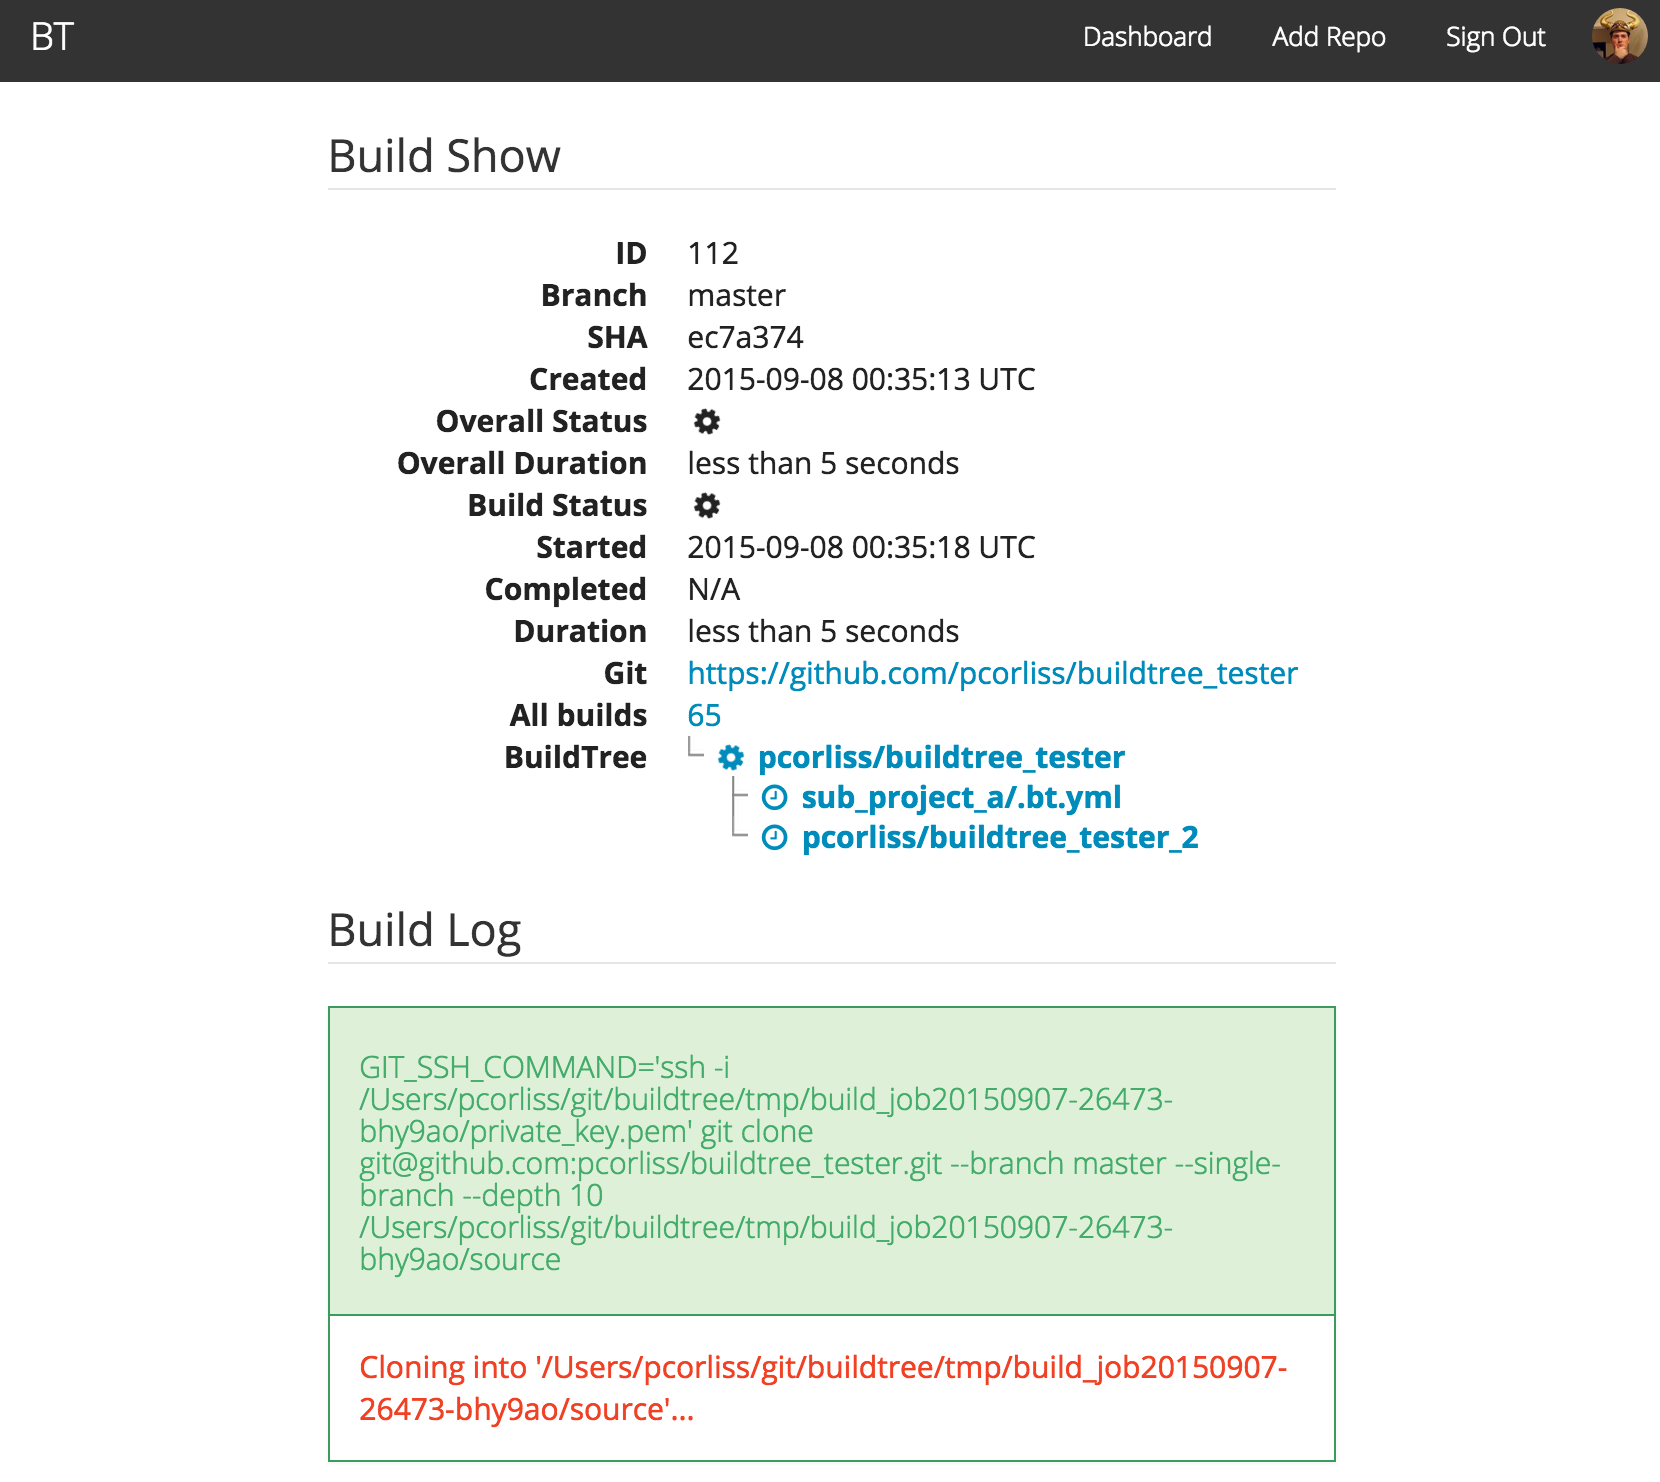 BT
Dashboard Add Repo Sign Out
Build Show
ID 112
Branch master
SHA ec7a374
Created 2015-09-08 00:35:13 UTC
Overall Status
Overall Duration less than 5 seconds
Build Status
Started 2015-09-08 00:35:18 UTC
Completed N/A
Duration less than 5 seconds
Git https://github.com/pcorliss/buildtree_tester
All builds 65
BuildTree pcorliss/buildtree_tester
sub_project_a/.bt.yml
pcorliss/buildtree_tester_2
Build Log
GIT_SSH_COMMAND='ssh -i
/Users/pcorliss/git/buildtree/tmp/build_job20150907-26473-
bhy9ao/private_key.pem' git clone
git@github.com:pcorliss/buildtree_tester.git --branch master --single-
branch --depth 10
/Users/pcorliss/git/buildtree/tmp/build_job20150907-26473-
bhy9ao/source
Cloning into '/Users/pcorliss/git/buildtree/tmp/build_job20150907-
26473-bhy9ao/source'...